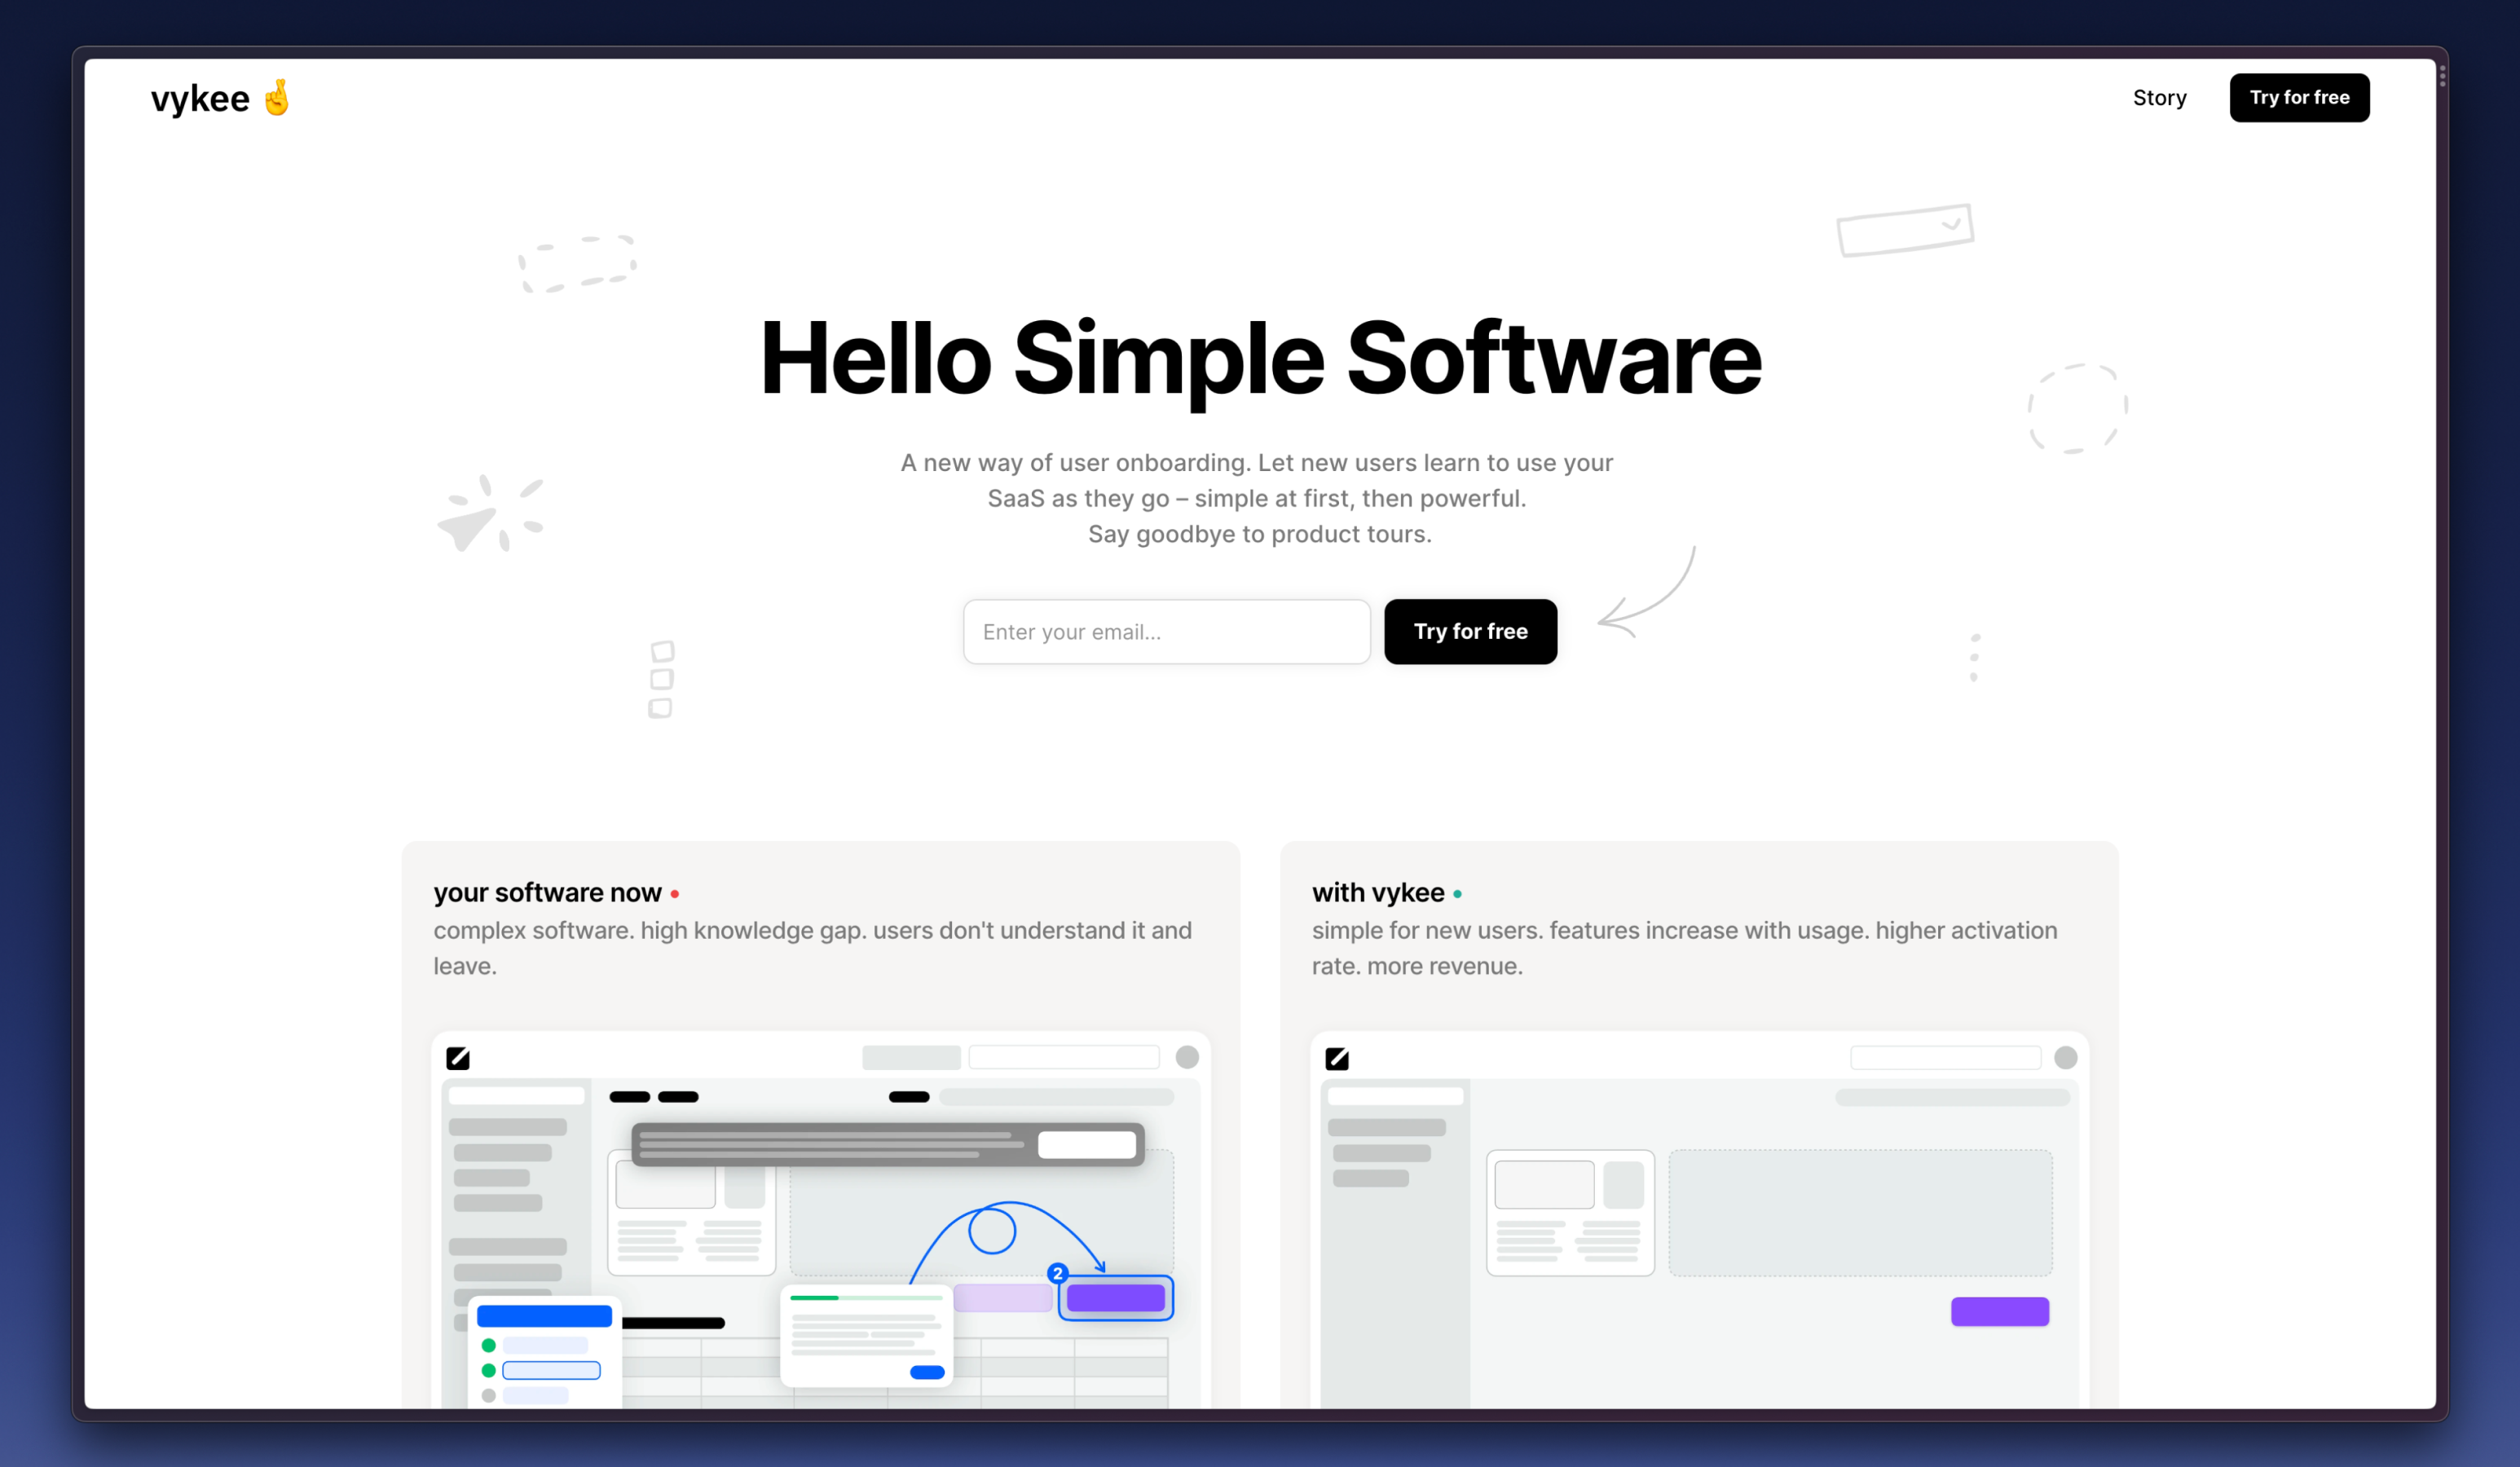 vykee 🤞
Story
Try for free
Hello Simple Software
A new way of user onboarding. Let new users learn to use your
SaaS as they go – simple at first, then powerful.
Say goodbye to product tours.
Enter your email...
Try for free
your software now
complex software. high knowledge gap. users don't understand it and
leave.
with vykee
simple for new users. features increase with usage. higher activation
rate. more revenue.
2